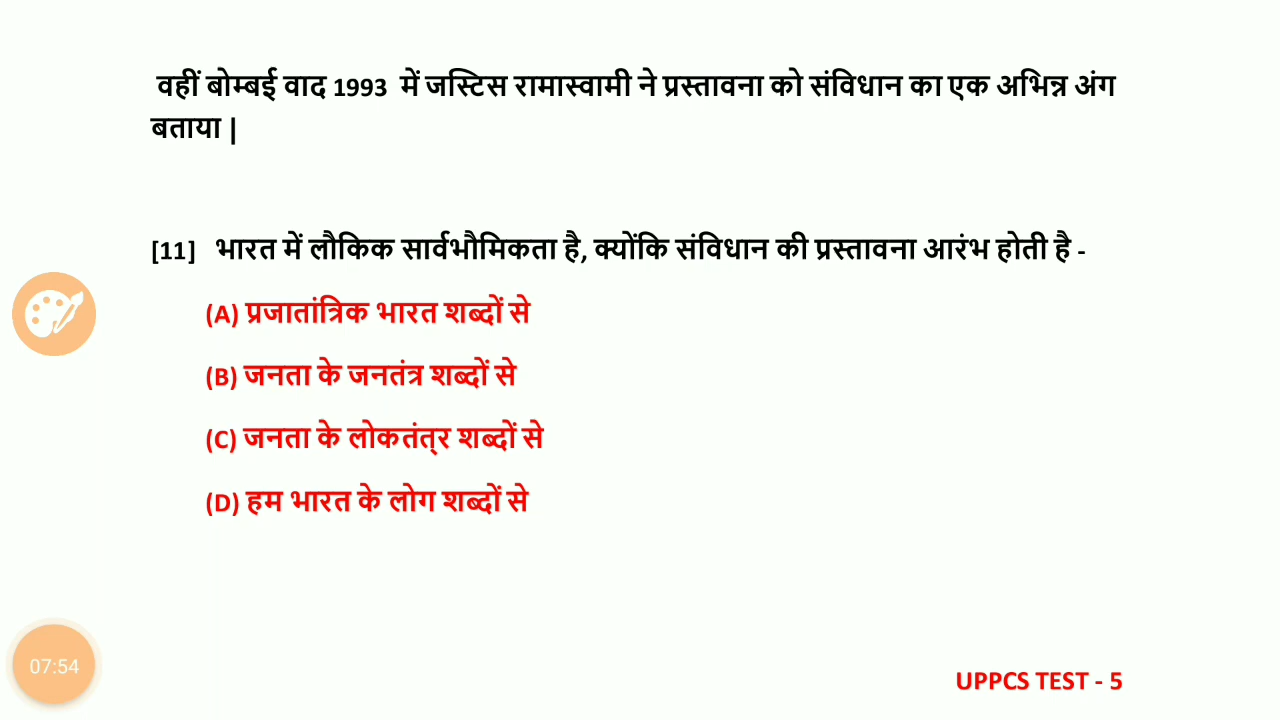 वहीं बोम्बई वाद 1993 में जस्टिस रामास्वामी ने प्रस्तावना को संविधान का एक अभिन्न अंग
बताया |
[11] भारत में लौकिक सार्वभौमिकता है, क्योंकि संविधान की प्रस्तावना आरंभ होती है -
(A) प्रजातांत्रिक भारत शब्दों से
(B) जनता के जनतंत्र शब्दों से
(C) जनता के लोकतंत्र शब्दों से
(D) हम भारत के लोग शब्दों से
07:54
UPPCS TEST - 5